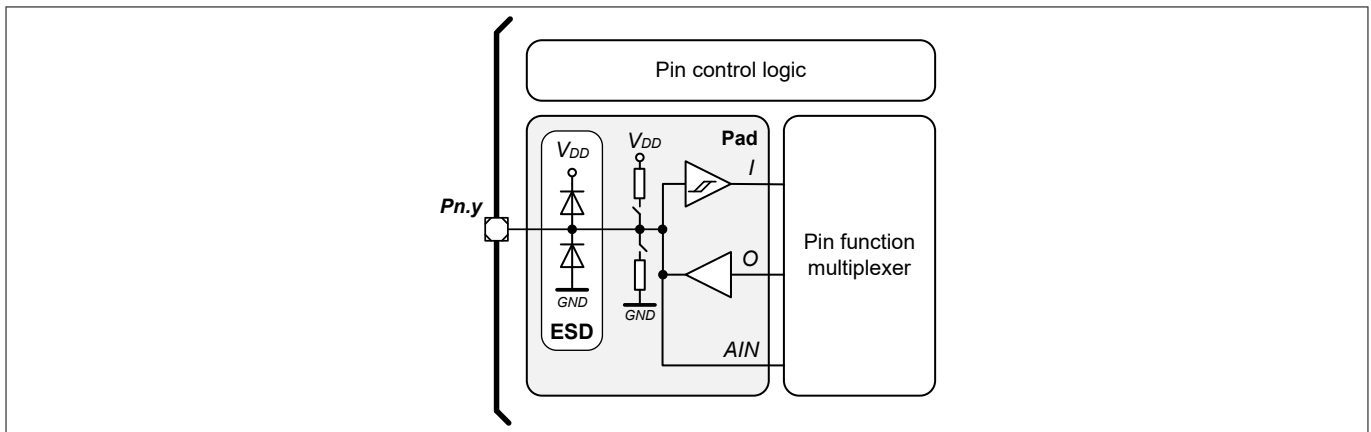 Pin control logic
VDD
VDD
Pad
I
Pn.y
O
Pin function
multiplexer
GND
GND
ESD
AIN